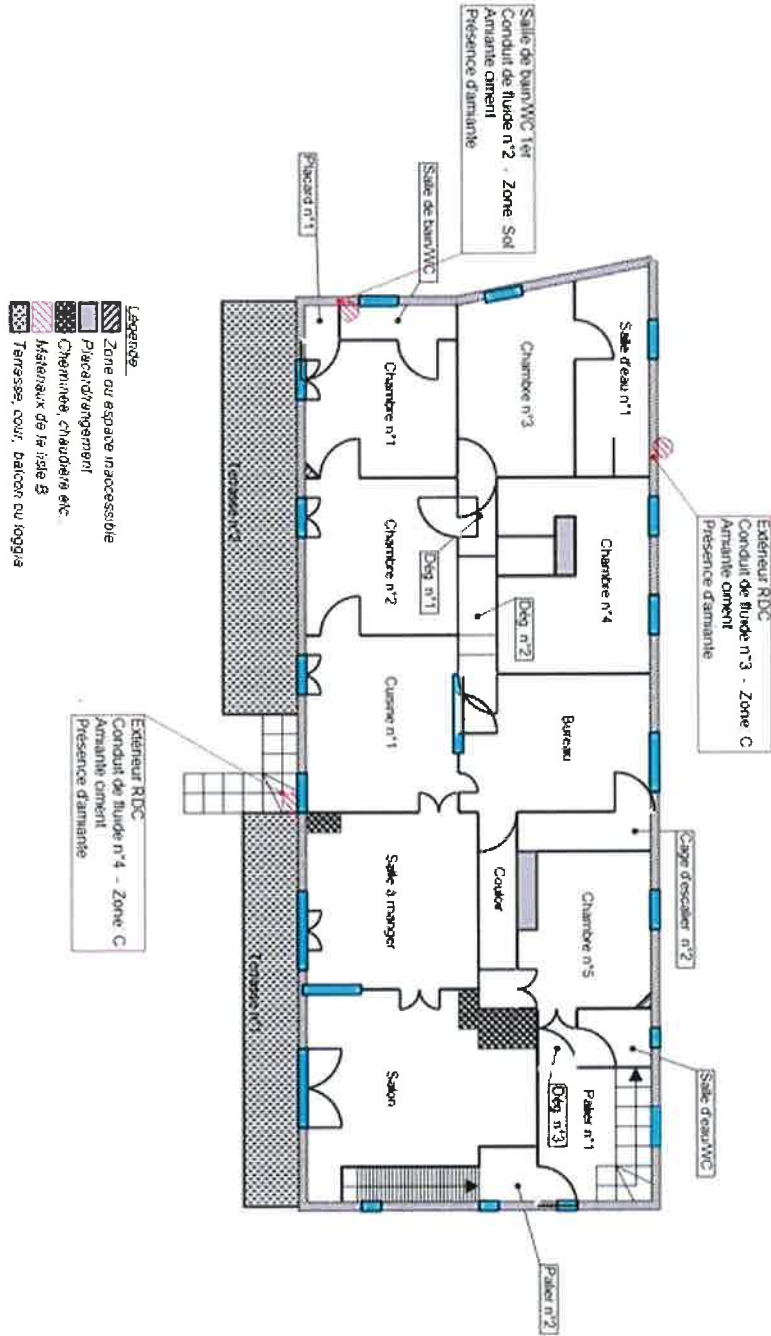 Salle de bain/WC 1er
Conduit de fluide n°2 - Zone Sol
Amiante ciment
Présence d'amiante
Extérieur RDC
Conduit de fluide n°3 - Zone C
Amiante ciment
Présence d'amiante
Extérieur RDC
Conduit de fluide n°4 - Zone C
Amiante ciment
Présence d'amiante
Placard n°1
Salle de bain/WC
Salle d'eau n°1
Chambre n°3
Chambre n°1
Chambre n°4
Chambre n°2
Dég. n°1
Dég. n°2
Bureau
Cuisine n°1
Cage d'escalier n°2
Couloir
Chambre n°5
Salle à manger
Salle d'eau/WC
Palier n°1
Dég. n°3
Salon
Palier n°2
Terrasse n°2
Terrasse n°1
Légende
Zone ou espace inaccessible
Placard/rangement
Cheminée, chaudière etc.
Matériaux de la liste B
Terrasse, cour, balcon ou loggia